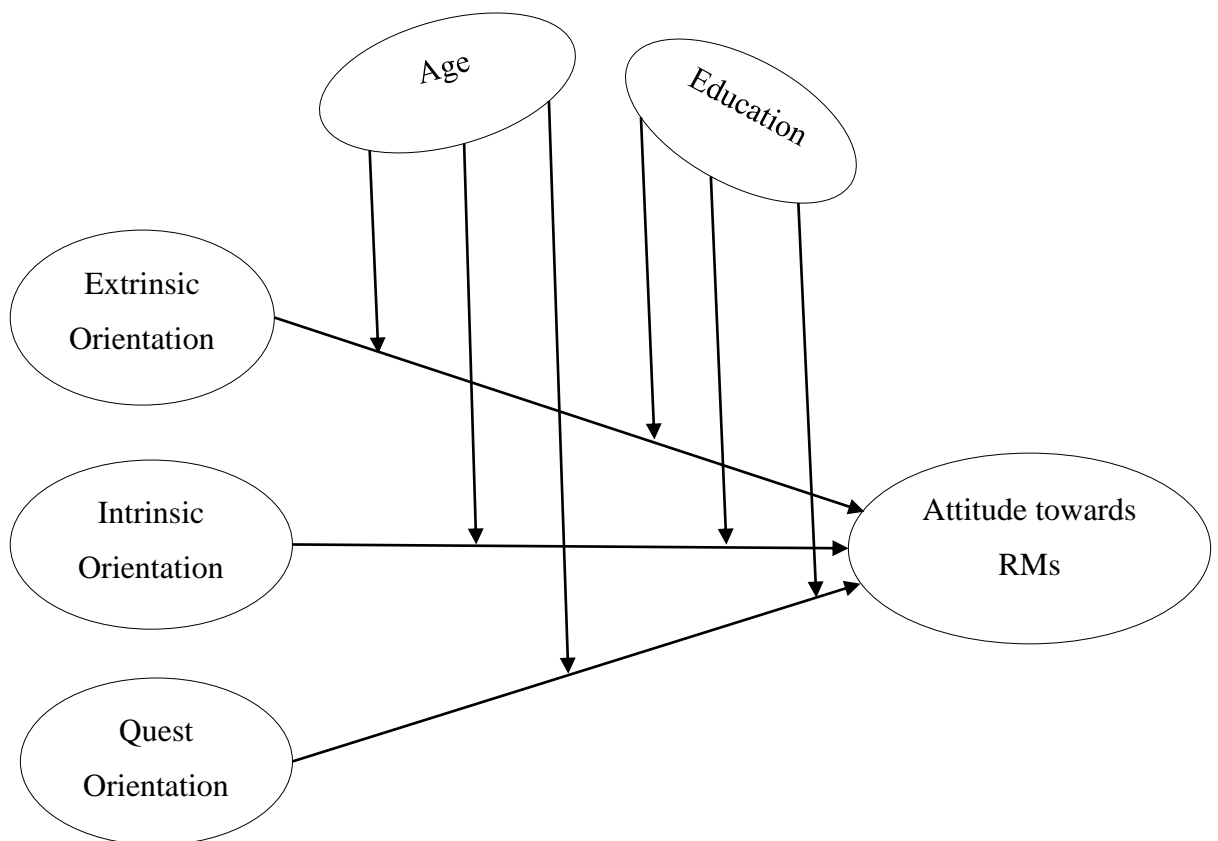 Age
Education
Extrinsic
Orientation
Intrinsic
Orientation
Attitude towards
RMs
Quest
Orientation